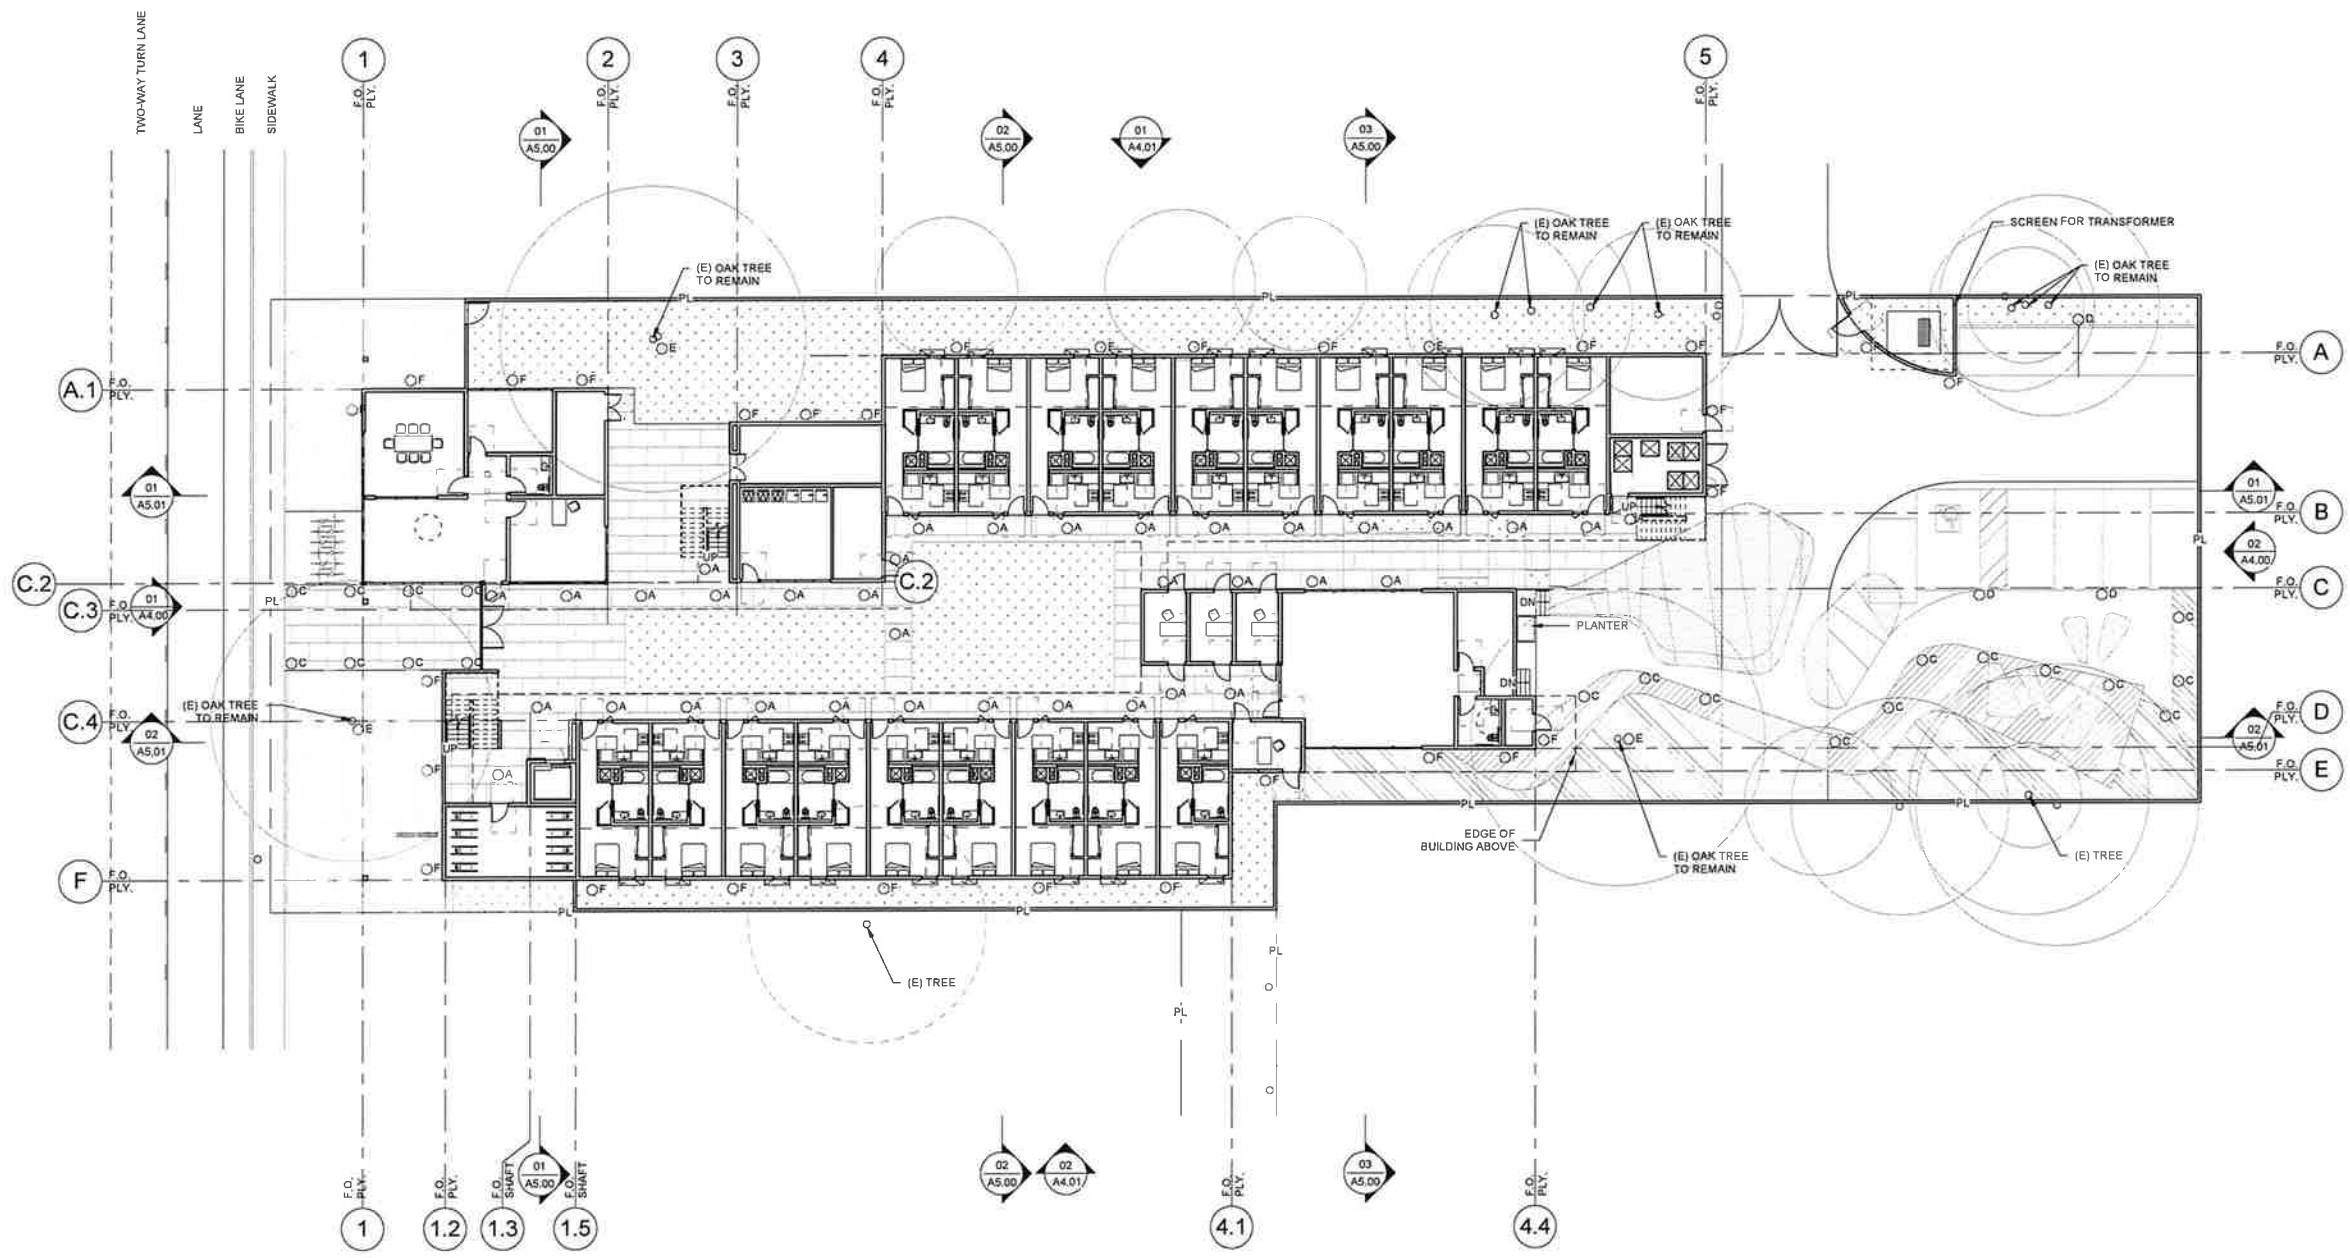 TWO-WAY TURN LANE
LANE
BIKE LANE
SIDEWALK
1
2
3
4
5
F.O.
PLY.
F.O.
PLY.
F.O.
PLY.
F.O.
PLY.
F.O.
PLY.
01
A5.00
02
A5.00
01
A4.01
03
A5.00
(E) OAK TREE
TO REMAIN
(E) OAK TREE
TO REMAIN
(E) OAK TREE
TO REMAIN
SCREEN FOR TRANSFORMER
(E) OAK TREE
TO REMAIN
PL
PL
PL
D
D
E
A
F.O.
PLY.
A.1
F.O.
PLY.
F
F
F
F
F
F
F
E
F
F
E
F
F
F
F
F
F
F
01
A5.01
01
A5.01
B
F.O.
PLY.
UP
UP
A
A
A
A
A
A
A
A
A
A
A
PL
02
A4.00
C.2
C.2
C
F.O.
PLY.
C.3
F.O.
PLY.
01
A4.00
PL
C
C
C
C
A
A
A
A
A
A
A
A
A
A
A
DN
PLANTER
D
D
C
C
C
C
C
F
A
A
DN
C
C
C
C
C
C
C
C
C
C
C
(E) OAK TREE
TO REMAIN
E
C.4
F.O.
PLY.
02
A5.01
A
A
A
A
A
A
A
A
A
D
F.O.
PLY.
02
A5.01
UP
F
A
F
F
F
F
E
E
F.O.
PLY.
PL
PL
EDGE OF
BUILDING ABOVE
(E) OAK TREE
TO REMAIN
(E) TREE
F
F.O.
PLY.
F
F
F
F
F
F
PL
PL
(E) TREE
PL
PL
F.O.
PLY.
F.O.
PLY.
F.O.
SHAFT
01
A5.00
F.O.
SHAFT
02
A5.00
02
A4.01
F.O.
PLY.
03
A5.00
F.O.
PLY.
1
1.2
1.3
1.5
4.1
4.4